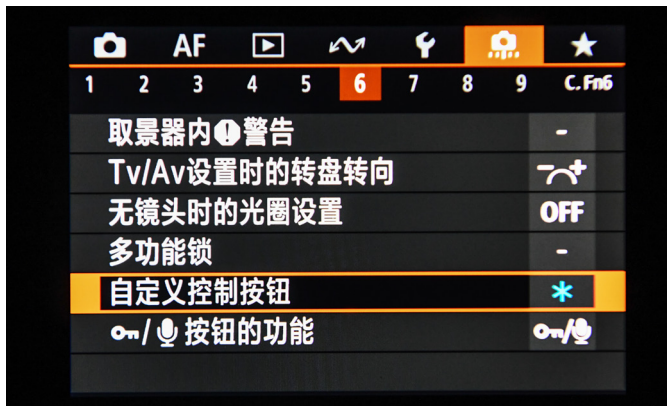 AF
1 2 3 4 5 6 7 8 9 C.Fn6
取景器内警告 -
Tv/Av设置时的转盘转向 -+
无镜头时的光圈设置 OFF
多功能锁 -
自定义控制按钮 *
/按钮的功能 /